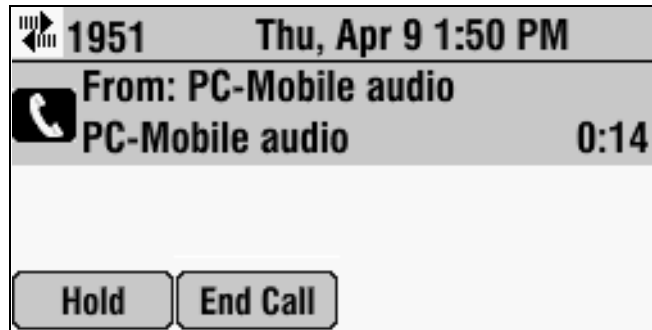 1951 Thu, Apr 9 1:50 PM
From: PC-Mobile audio
PC-Mobile audio 0:14
Hold End Call